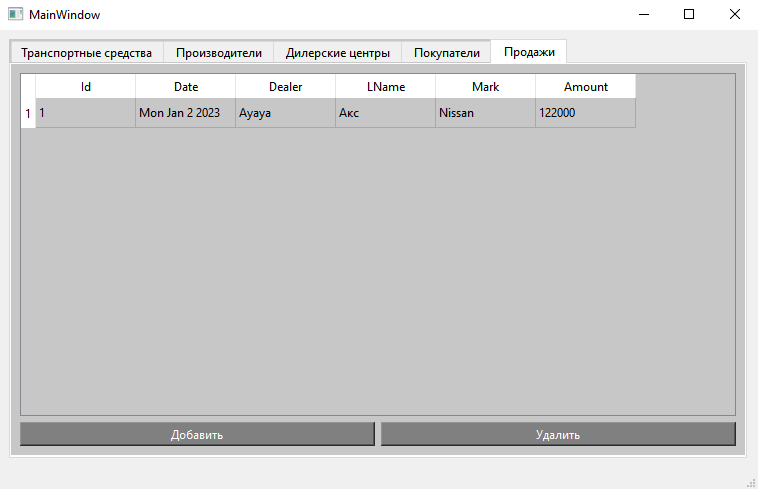 MainWindow
Транспортные средства Производители Дилерские центры Покупатели Продажи
Id Date Dealer LName Mark Amount
1 1 Mon Jan 2 2023 Ayaya Акс Nissan 122000
Добавить Удалить